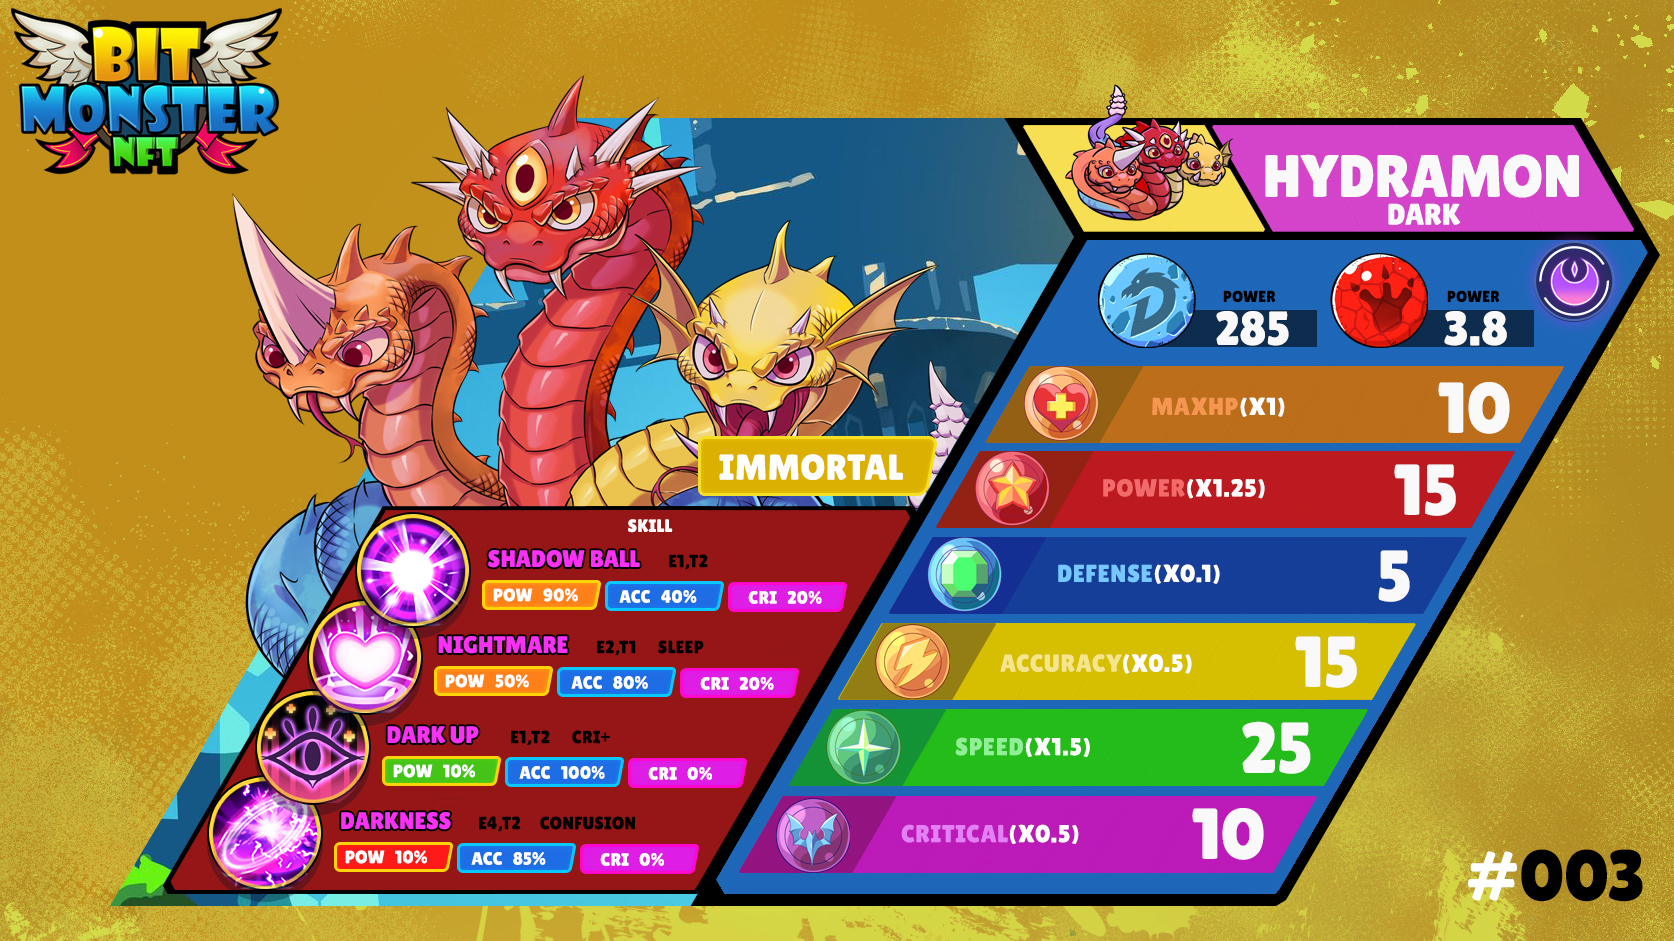 BIT
MONSTER
NFT
HYDRAMON
DARK
POWER
285
POWER
3.8
MAXHP(X1) 10
POWER(X1.25) 15
DEFENSE(X0.1) 5
ACCURACY(X0.5) 15
SPEED(X1.5) 25
CRITICAL(X0.5) 10
IMMORTAL
SKILL
SHADOW BALL E1,T2
POW 90% ACC 40% CRI 20%
NIGHTMARE E2,T1 SLEEP
POW 50% ACC 80% CRI 20%
DARK UP E1,T2 CRI+
POW 10% ACC 100% CRI 0%
DARKNESS E4,T2 CONFUSION
POW 10% ACC 85% CRI 0%
#003